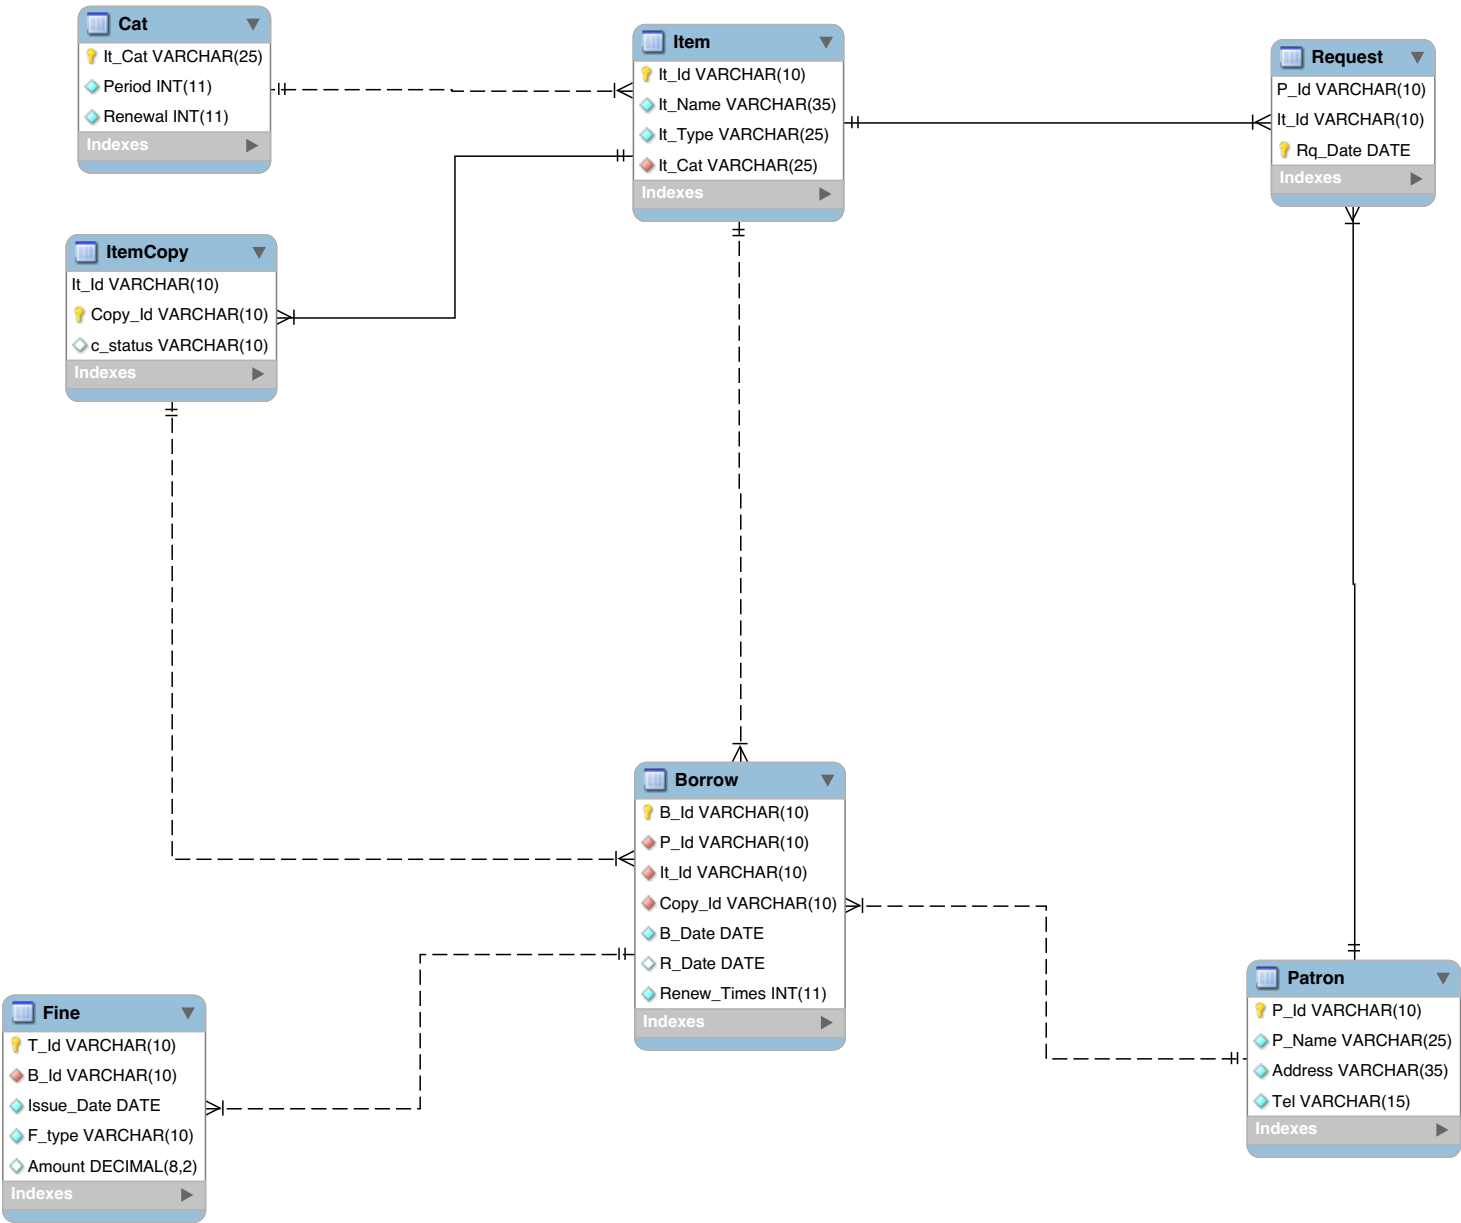 Cat
It_Cat VARCHAR(25)
Period INT(11)
Renewal INT(11)
Indexes
Item
It_Id VARCHAR(10)
It_Name VARCHAR(35)
It_Type VARCHAR(25)
It_Cat VARCHAR(25)
Indexes
Request
P_Id VARCHAR(10)
It_Id VARCHAR(10)
Rq_Date DATE
Indexes
ItemCopy
It_Id VARCHAR(10)
Copy_Id VARCHAR(10)
c_status VARCHAR(10)
Indexes
Borrow
B_Id VARCHAR(10)
P_Id VARCHAR(10)
It_Id VARCHAR(10)
Copy_Id VARCHAR(10)
B_Date DATE
R_Date DATE
Renew_Times INT(11)
Indexes
Patron
P_Id VARCHAR(10)
P_Name VARCHAR(25)
Address VARCHAR(35)
Tel VARCHAR(15)
Indexes
Fine
T_Id VARCHAR(10)
B_Id VARCHAR(10)
Issue_Date DATE
F_type VARCHAR(10)
Amount DECIMAL(8,2)
Indexes